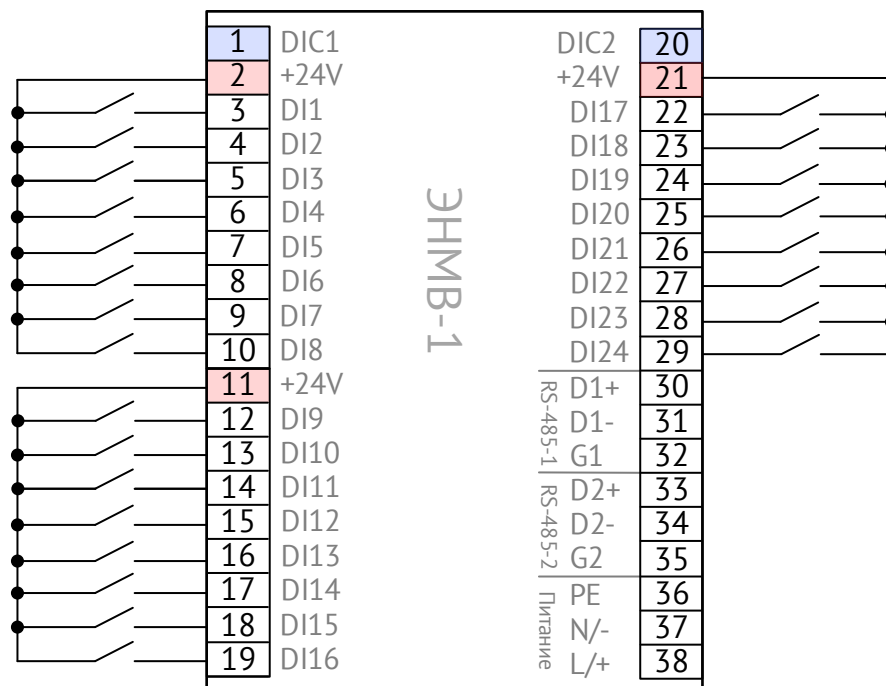 1 DIC1
2 +24V
3 DI1
4 DI2
5 DI3
6 DI4
7 DI5
8 DI6
9 DI7
10 DI8
11 +24V
12 DI9
13 DI10
14 DI11
15 DI12
16 DI13
17 DI14
18 DI15
19 DI16
ЭНМВ-1
DIC2 20
+24V 21
DI17 22
DI18 23
DI19 24
DI20 25
DI21 26
DI22 27
DI23 28
DI24 29
RS-485-1
D1+ 30
D1- 31
G1 32
RS-485-2
D2+ 33
D2- 34
G2 35
Питание
PE 36
N/- 37
L/+ 38